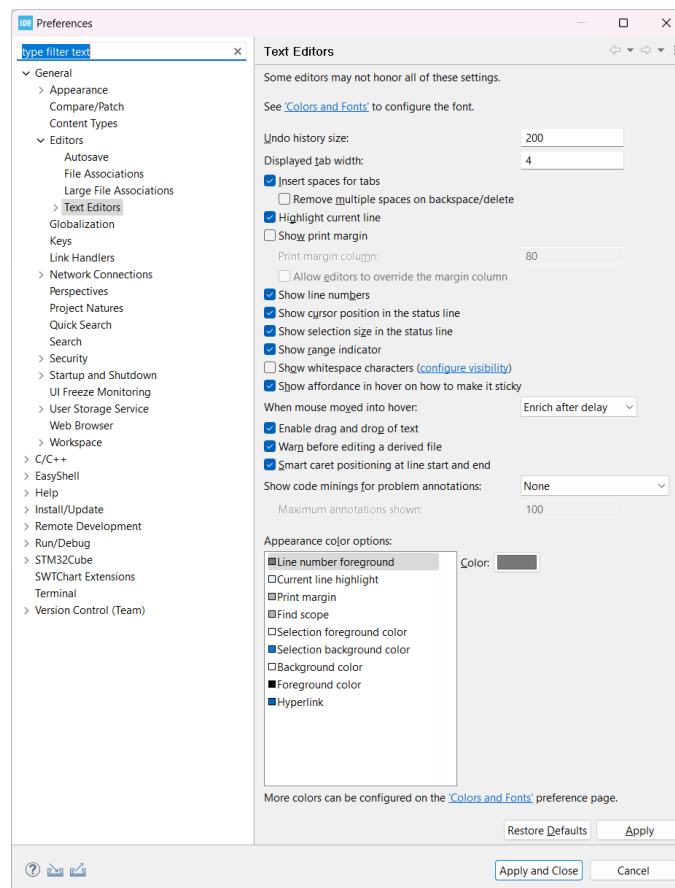 IDE Preferences
type filter text
General
Appearance
Compare/Patch
Content Types
Editors
Autosave
File Associations
Large File Associations
Text Editors
Globalization
Keys
Link Handlers
Network Connections
Perspectives
Project Natures
Quick Search
Search
Security
Startup and Shutdown
UI Freeze Monitoring
User Storage Service
Web Browser
Workspace
C/C++
EasyShell
Help
Install/Update
Remote Development
Run/Debug
STM32Cube
SWTChart Extensions
Terminal
Version Control (Team)
Text Editors
Some editors may not honor all of these settings.
See 'Colors and Fonts' to configure the font.
Undo history size: 200
Displayed tab width: 4
Insert spaces for tabs
Remove multiple spaces on backspace/delete
Highlight current line
Show print margin
Print margin column: 80
Allow editors to override the margin column
Show line numbers
Show cursor position in the status line
Show selection size in the status line
Show range indicator
Show whitespace characters (configure visibility)
Show affordance in hover on how to make it sticky
When mouse moved into hover: Enrich after delay
Enable drag and drop of text
Warn before editing a derived file
Smart caret positioning at line start and end
Show code minings for problem annotations: None
Maximum annotations shown: 100
Appearance color options:
Line number foreground Color:
Current line highlight
Print margin
Find scope
Selection foreground color
Selection background color
Background color
Foreground color
Hyperlink
More colors can be configured on the 'Colors and Fonts' preference page.
Restore Defaults Apply
Apply and Close Cancel